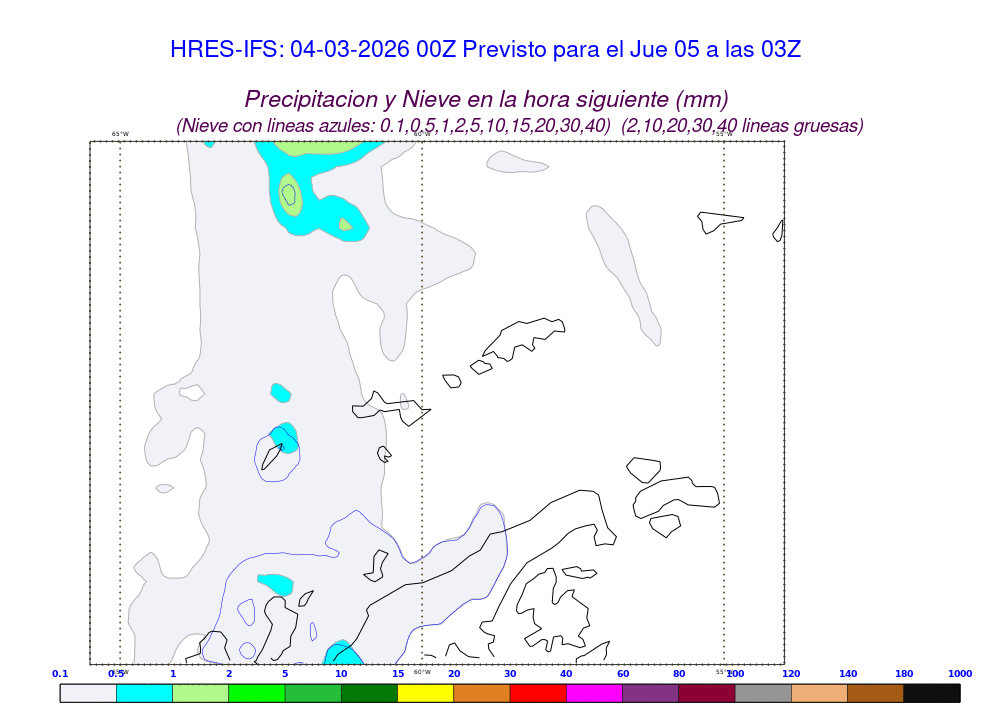 HRES-IFS: 04-03-2026 00Z Previsto para el Jue 05 a las 03Z
Precipitacion y Nieve en la hora siguiente (mm)
(Nieve con lineas azules: 0.1,0.5,1,2,5,10,15,20,30,40)  (2,10,20,30,40 lineas gruesas)
65°W 60°W 55°W
65°W 60°W 55°W
0.1 0.5 1 2 5 10 15 20 30 40 60 80 100 120 140 180 1000